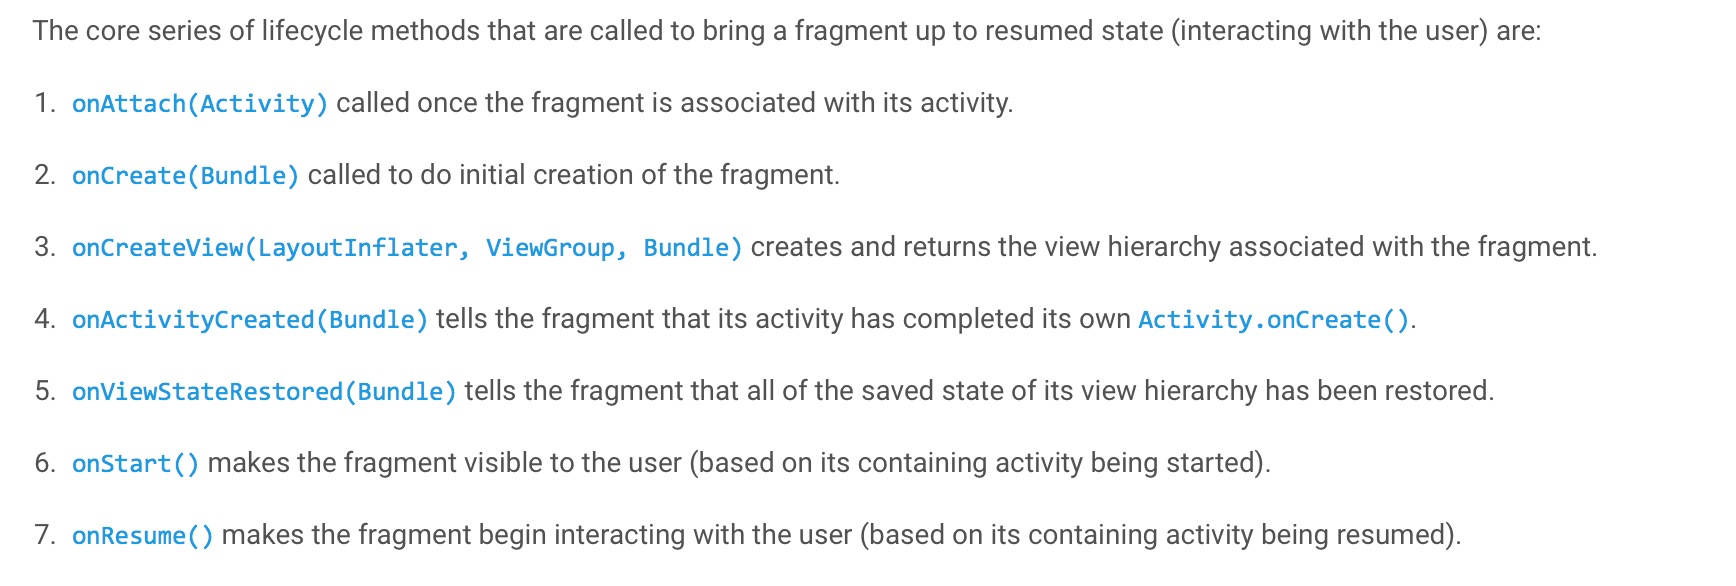 The core series of lifecycle methods that are called to bring a fragment up to resumed state (interacting with the user) are:
1. onAttach(Activity) called once the fragment is associated with its activity.
2. onCreate(Bundle) called to do initial creation of the fragment.
3. onCreateView(LayoutInflater, ViewGroup, Bundle) creates and returns the view hierarchy associated with the fragment.
4. onActivityCreated(Bundle) tells the fragment that its activity has completed its own Activity.onCreate().
5. onViewStateRestored(Bundle) tells the fragment that all of the saved state of its view hierarchy has been restored.
6. onStart() makes the fragment visible to the user (based on its containing activity being started).
7. onResume() makes the fragment begin interacting with the user (based on its containing activity being resumed).